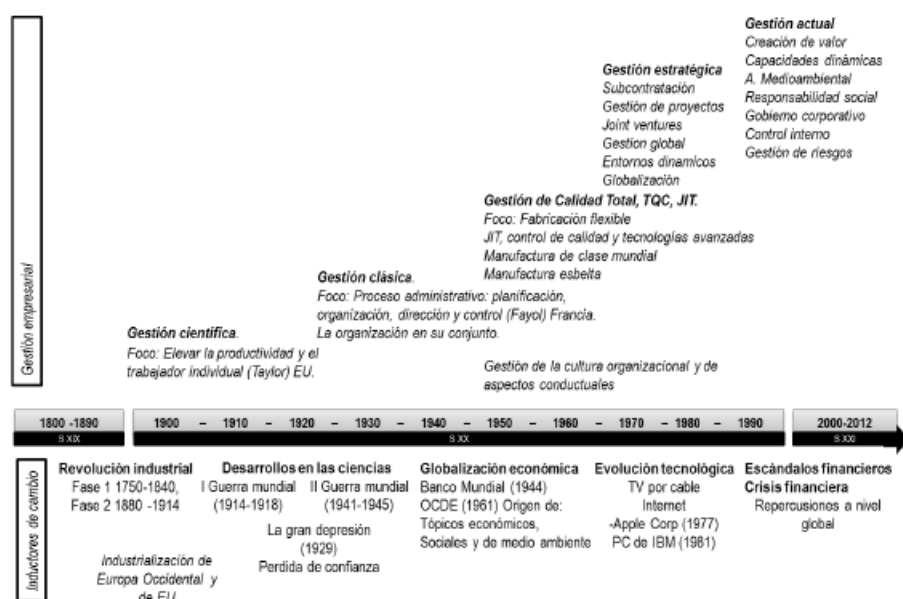 Gestión actual
Creación de valor
Capacidades dinámicas
A. Medioambiental
Responsabilidad social
Gobierno corporativo
Control interno
Gestión de riesgos
Gestión estratégica
Subcontratación
Gestión de proyectos
Joint ventures
Gestion global
Entornos dinamicos
Globalización
Gestión de Calidad Total, TQC, JIT.
Foco: Fabricación flexible
JIT, control de calidad y tecnologías avanzadas
Manufactura de clase mundial
Manufactura esbelta
Gestión clásica.
Foco: Proceso administrativo: planificación,
organización, dirección y control (Fayol) Francia.
La organización en su conjunto.
Gestión científica.
Foco: Elevar la productividad y el
trabajador individual (Taylor) EU.
Gestión de la cultura organizacional y de
aspectos conductuales
Gestión empresarial
1800 -1890
S XIX
1900 – 1910 – 1920 – 1930 – 1940 – 1950 – 1960 – 1970 – 1980 – 1990
S XX
2000-2012
S XXI
Inductores de cambio
Revolución industrial
Fase 1 1750-1840,
Fase 2 1880 -1914
Industrialización de
Europa Occidental y
de EU
Desarrollos en las ciencias
I Guerra mundial
(1914-1918)
II Guerra mundial
(1941-1945)
La gran depresión
(1929)
Perdida de confianza
Globalización económica
Banco Mundial (1944)
OCDE (1961) Origen de:
Tópicos económicos,
Sociales y de medio ambiente
Evolución tecnológica
TV por cable
Internet
-Apple Corp (1977)
PC de IBM (1981)
Escándalos financieros
Crisis financiera
Repercusiones a nivel
global